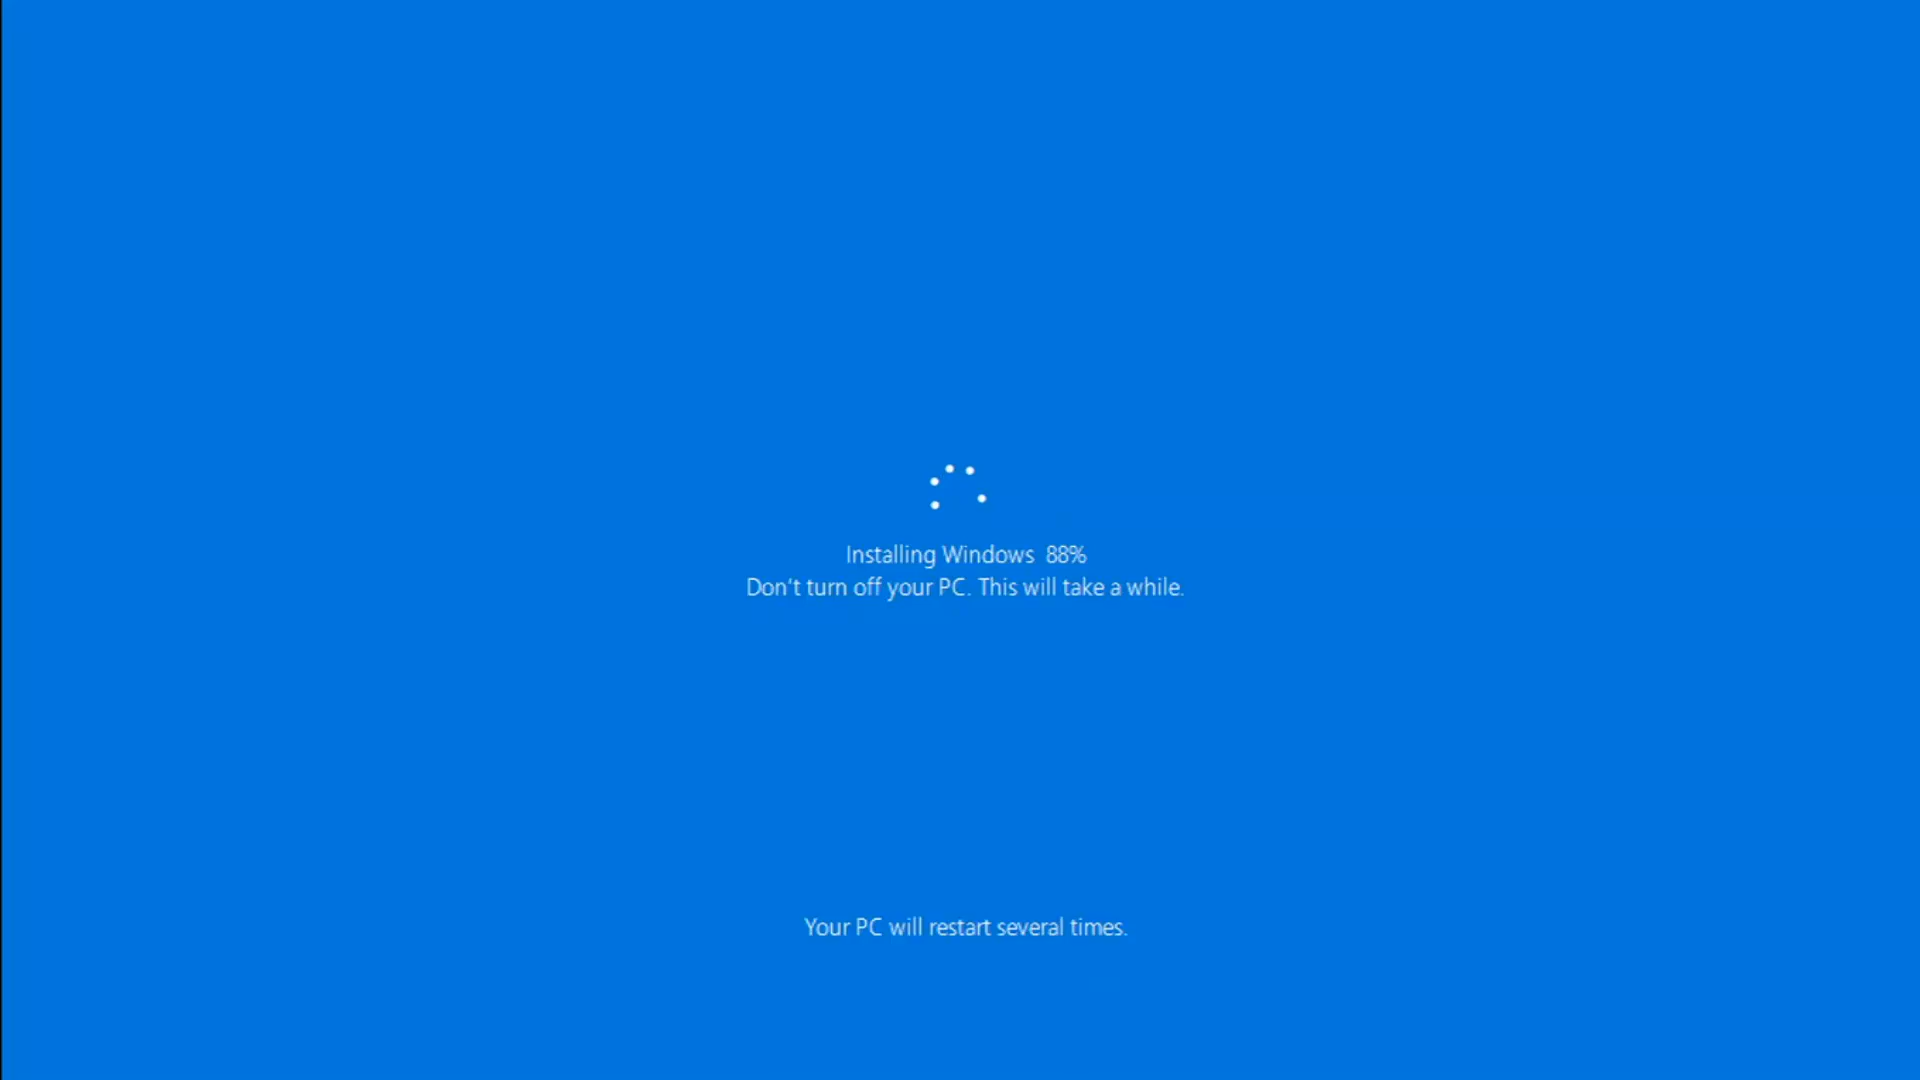 Installing Windows  88%
Don't turn off your PC. This will take a while.
Your PC will restart several times.